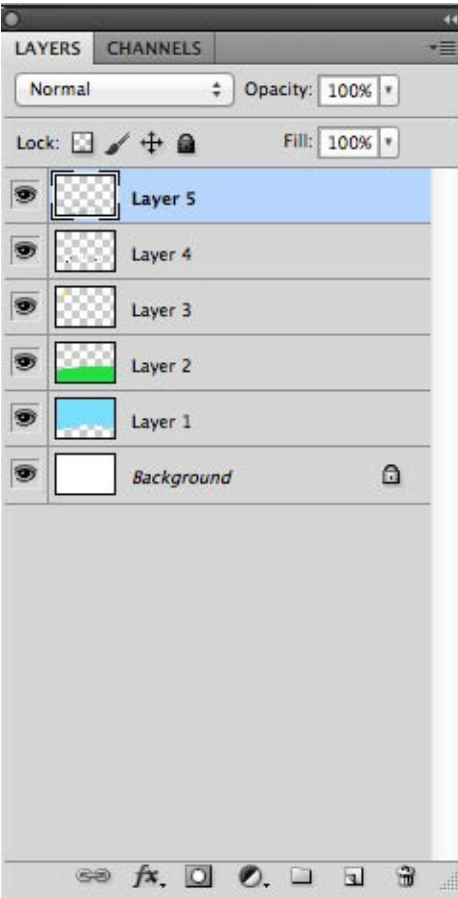 LAYERS CHANNELS
Normal Opacity: 100%
Lock: Fill: 100%
Layer 5
Layer 4
Layer 3
Layer 2
Layer 1
Background
fx.